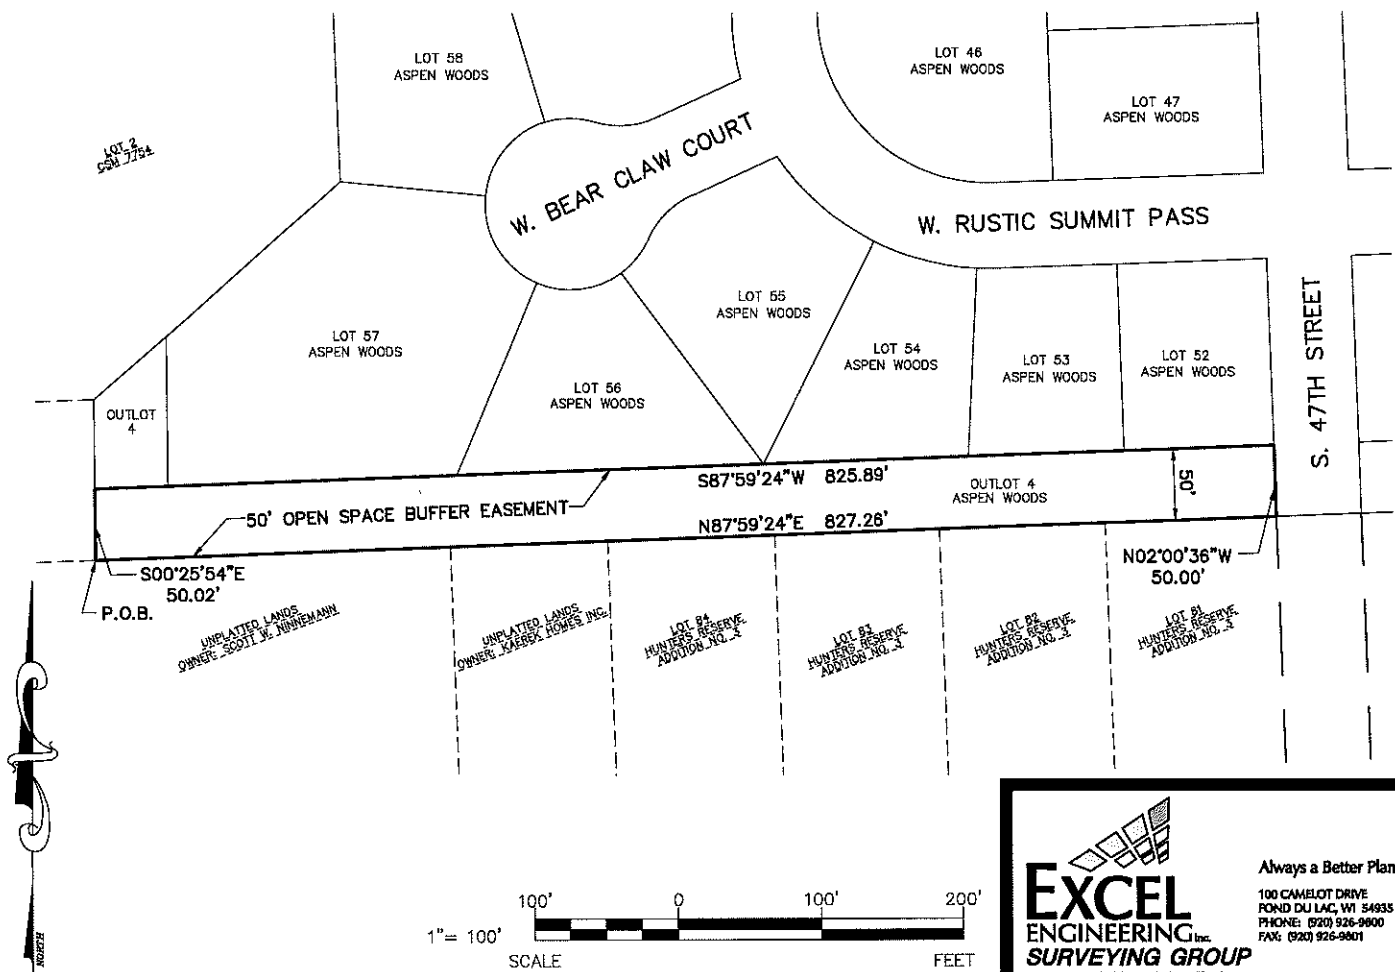 LOT 58
ASPEN WOODS
LOT 46
ASPEN WOODS
LOT 47
ASPEN WOODS
LOT 2
CSM 7754
W. BEAR CLAW COURT
W. RUSTIC SUMMIT PASS
S. 47TH STREET
LOT 57
ASPEN WOODS
LOT 55
ASPEN WOODS
LOT 56
ASPEN WOODS
LOT 54
ASPEN WOODS
LOT 53
ASPEN WOODS
LOT 52
ASPEN WOODS
OUTLOT
4
S87°59'24"W 825.89'
OUTLOT 4
ASPEN WOODS
50'
50' OPEN SPACE BUFFER EASEMENT
N87°59'24"E 827.26'
S00°25'54"E
50.02'
N02°00'36"W
50.00'
P.O.B.
UNPLATTED LANDS
OWNER: SCOTT W. NINNEMANN
UNPLATTED LANDS
OWNER: KAEREK HOMES INC.
LOT 84
HUNTERS RESERVE
ADDITION NO. 3
LOT 83
HUNTERS RESERVE
ADDITION NO. 3
LOT 82
HUNTERS RESERVE
ADDITION NO. 3
LOT 81
HUNTERS RESERVE
ADDITION NO. 3
NORTH
100' 0 100' 200'
1"= 100'
SCALE FEET
EXCEL
ENGINEERING Inc.
SURVEYING GROUP
Always a Better Plan
100 CAMELOT DRIVE
FOND DU LAC, WI 54935
PHONE: (920) 926-9800
FAX: (920) 926-9801